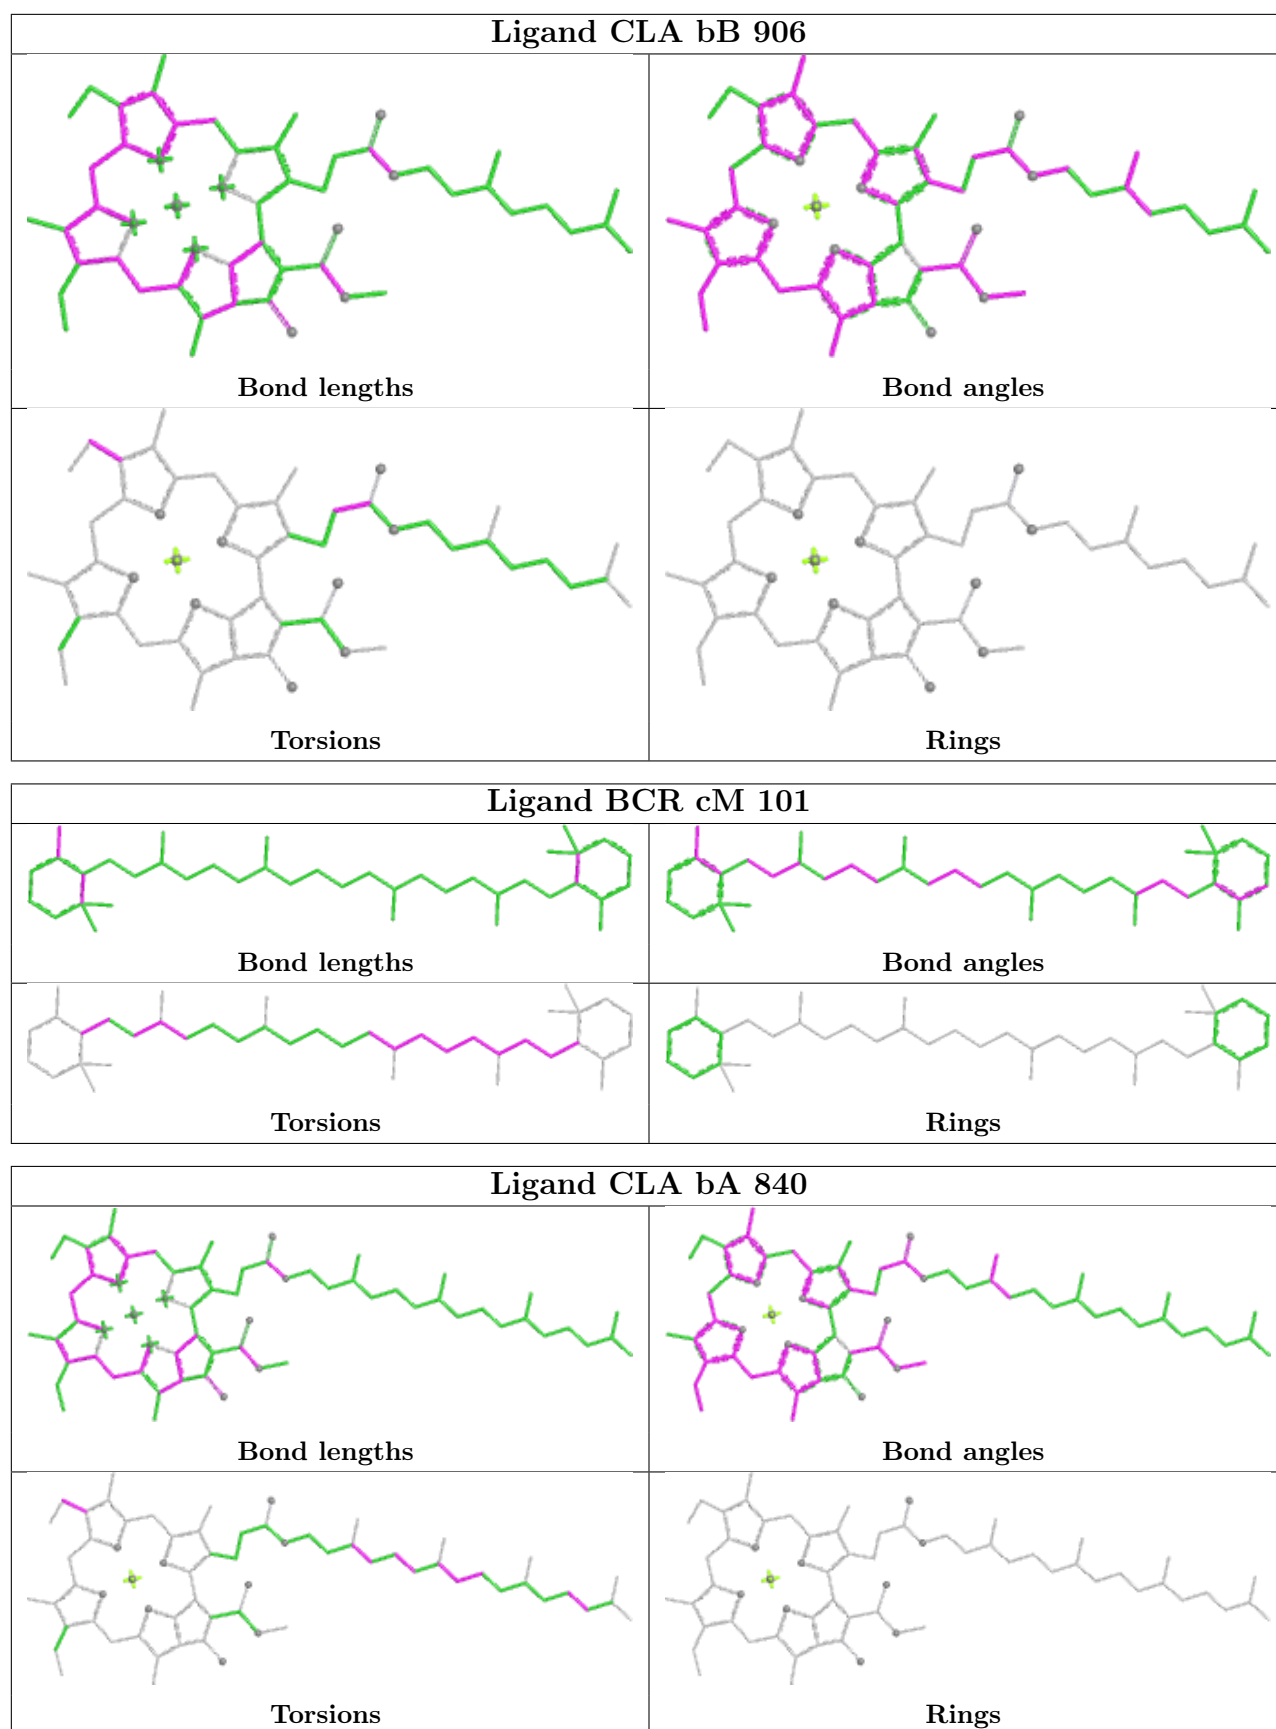 Ligand CLA bB 906
Bond lengths
Bond angles
Torsions
Rings
Ligand BCR cM 101
Bond lengths
Bond angles
Torsions
Rings
Ligand CLA bA 840
Bond lengths
Bond angles
Torsions
Rings